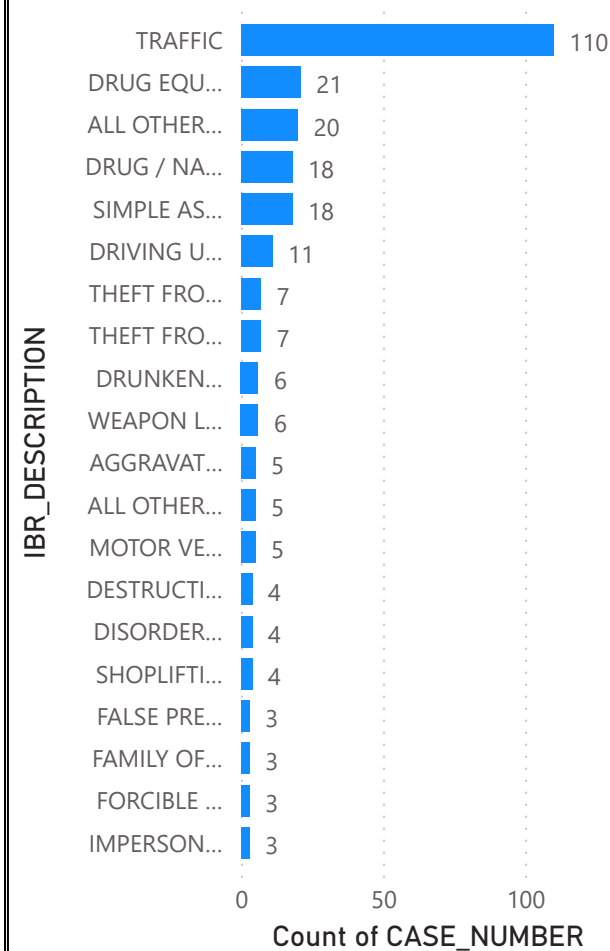 TRAFFIC 110
DRUG EQU... 21
ALL OTHER... 20
DRUG / NA... 18
SIMPLE AS... 18
DRIVING U... 11
THEFT FRO... 7
THEFT FRO... 7
DRUNKEN... 6
WEAPON L... 6
AGGRAVAT... 5
ALL OTHER... 5
MOTOR VE... 5
DESTRUCTI... 4
DISORDER... 4
SHOPLIFTI... 4
FALSE PRE... 3
FAMILY OF... 3
FORCIBLE ... 3
IMPERSON... 3
IBR_DESCRIPTION
0 50 100
Count of CASE_NUMBER